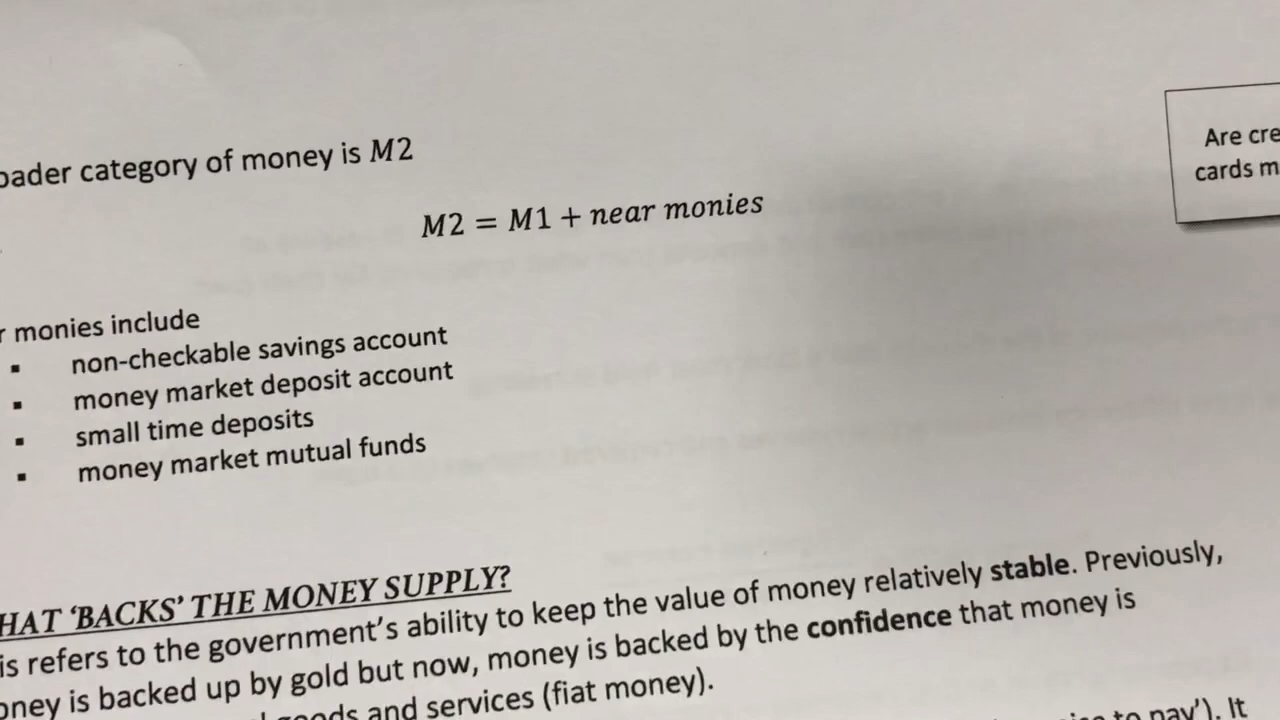 oader category of money is M2
Are cre
cards m
M2 = M1 + near monies
r monies include
▪ non-checkable savings account
▪ money market deposit account
▪ small time deposits
▪ money market mutual funds
HAT ‘BACKS’ THE MONEY SUPPLY?
is refers to the government’s ability to keep the value of money relatively stable. Previously,
oney is backed up by gold but now, money is backed by the confidence that money is
goods and services (fiat money).
to pay’). It